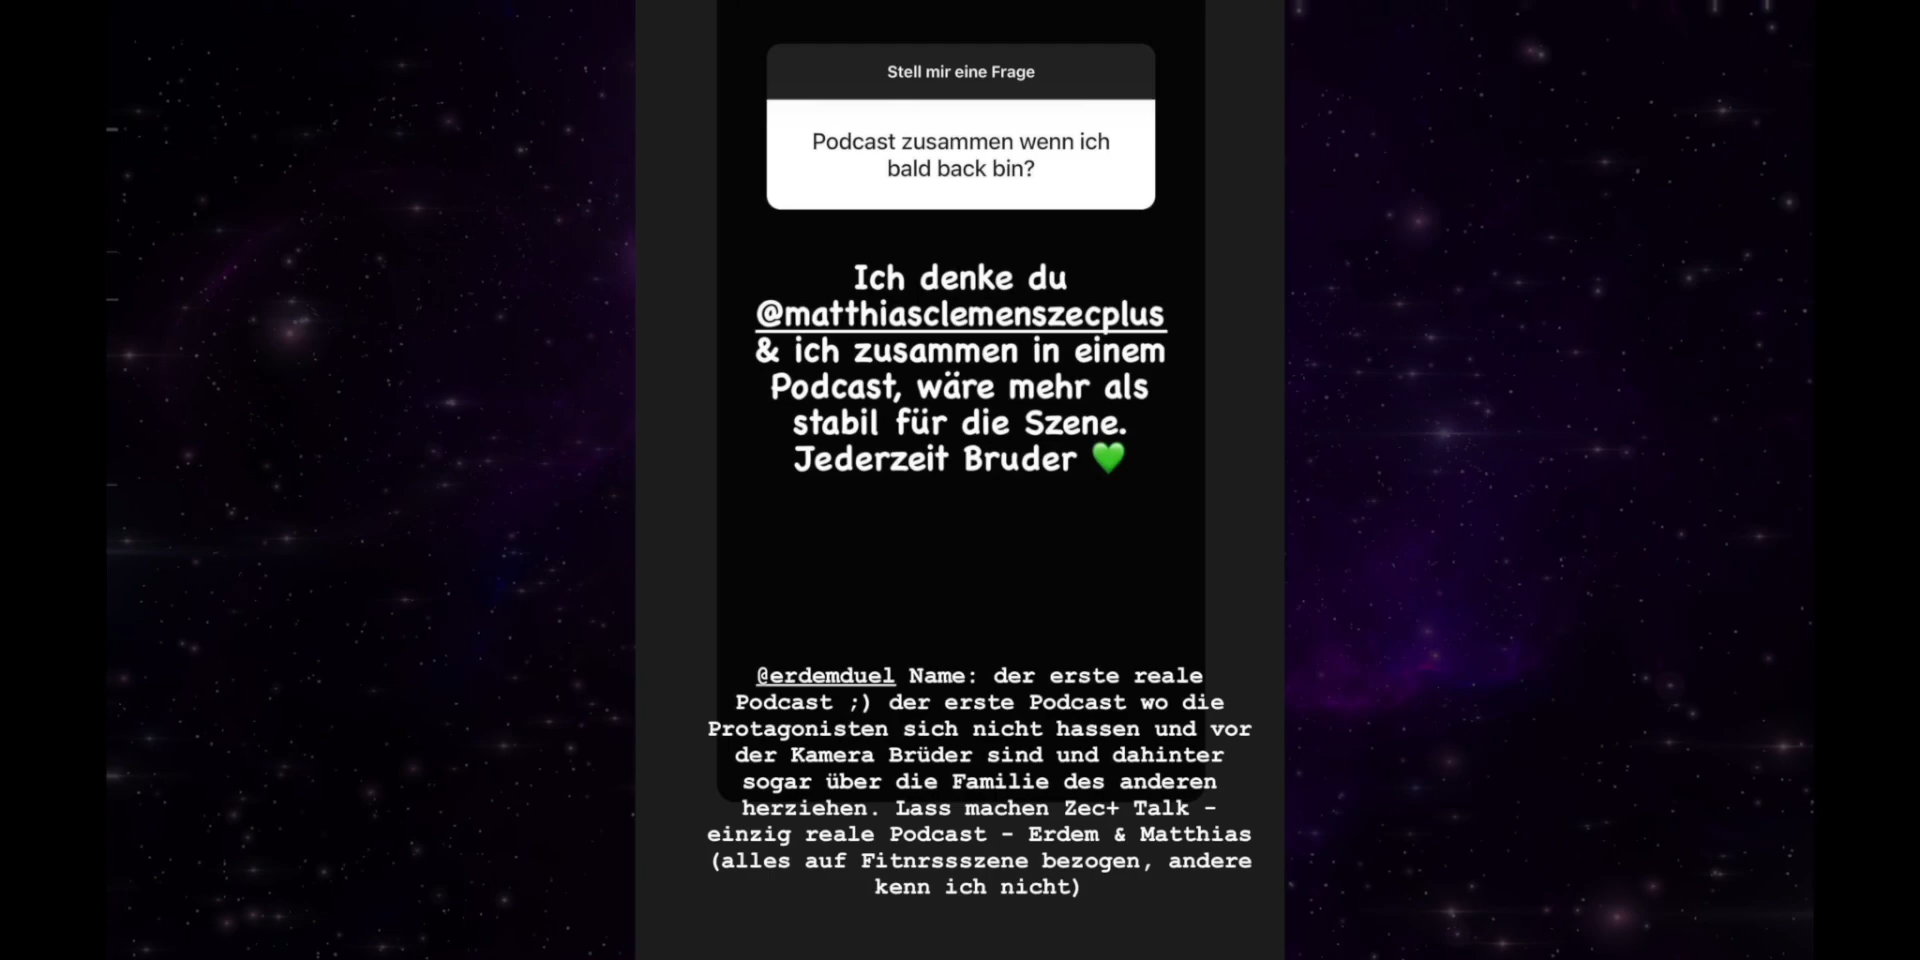 Stell mir eine Frage
Podcast zusammen wenn ich
bald back bin?
Ich denke du
@matthiasclemenszecplus
& ich zusammen in einem
Podcast, wäre mehr als
stabil für die Szene.
Jederzeit Bruder 💚
@erdemduel Name: der erste reale
Podcast ;) der erste Podcast wo die
Protagonisten sich nicht hassen und vor
der Kamera Brüder sind und dahinter
sogar über die Familie des anderen
herziehen. Lass machen Zec+ Talk -
einzig reale Podcast - Erdem & Matthias
(alles auf Fitnrssszene bezogen, andere
kenn ich nicht)